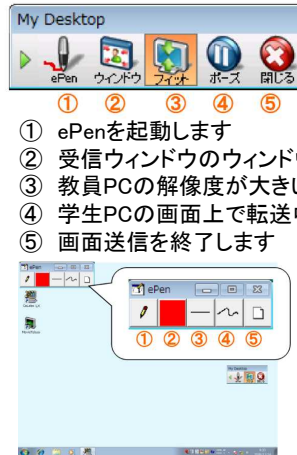 My Desktop
ePen ウィンドウ フィット ポーズ 閉じる
① ② ③ ④ ⑤
① ePenを起動します
② 受信ウィンドウのウィンドウ
③ 教員PCの解像度が大きい
④ 学生PCの画面上で転送
⑤ 画面送信を終了します
ePen
ePen
① ② ③ ④ ⑤
My Desktop